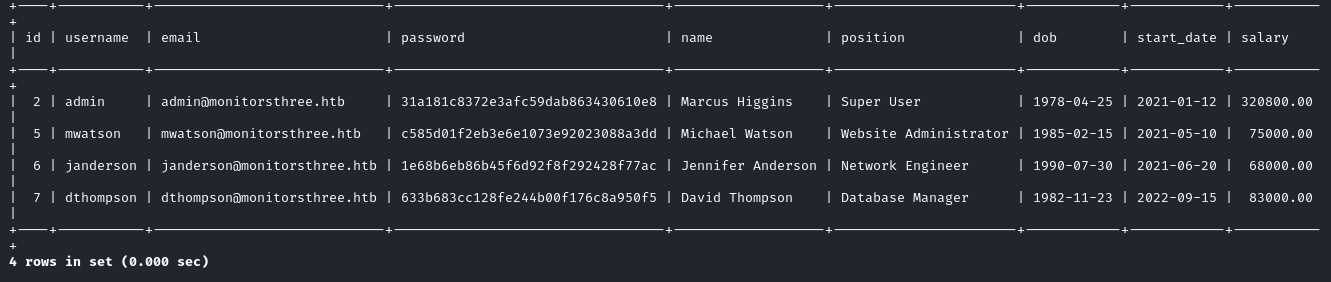 +----+-----------+-----------------------------+----------------------------------+-------------------+-----------------------+------------+------------+-----------
+
| id | username  | email                       | password                         | name              | position              | dob        | start_date | salary
|
+----+-----------+-----------------------------+----------------------------------+-------------------+-----------------------+------------+------------+-----------
+
|  2 | admin     | admin@monitorsthree.htb     | 31a181c8372e3afc59dab863430610e8 | Marcus Higgins    | Super User            | 1978-04-25 | 2021-01-12 | 320800.00
|
|  5 | mwatson   | mwatson@monitorsthree.htb   | c585d01f2eb3e6e1073e92023088a3dd | Michael Watson    | Website Administrator | 1985-02-15 | 2021-05-10 |  75000.00
|
|  6 | janderson | janderson@monitorsthree.htb | 1e68b6eb86b45f6d92f8f292428f77ac | Jennifer Anderson | Network Engineer      | 1990-07-30 | 2021-06-20 |  68000.00
|
|  7 | dthompson | dthompson@monitorsthree.htb | 633b683cc128fe244b00f176c8a950f5 | David Thompson    | Database Manager      | 1982-11-23 | 2022-09-15 |  83000.00
|
+----+-----------+-----------------------------+----------------------------------+-------------------+-----------------------+------------+------------+-----------
+
4 rows in set (0.000 sec)